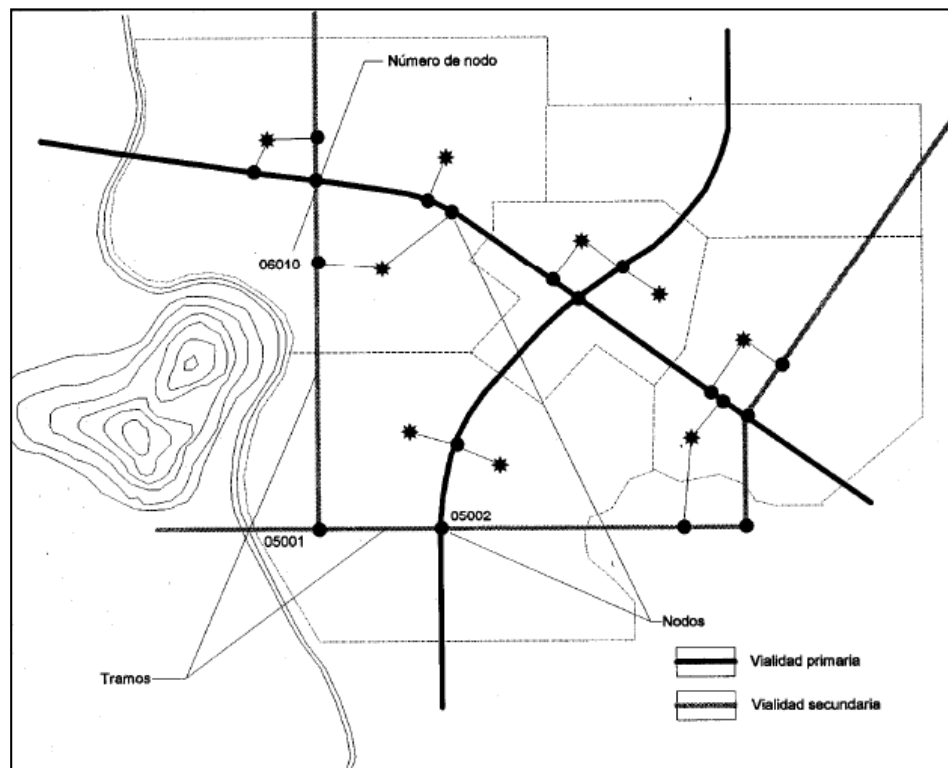 Número de nodo
06010
05002
05001
Nodos
Tramos
Vialidad primaria
Vialidad secundaria